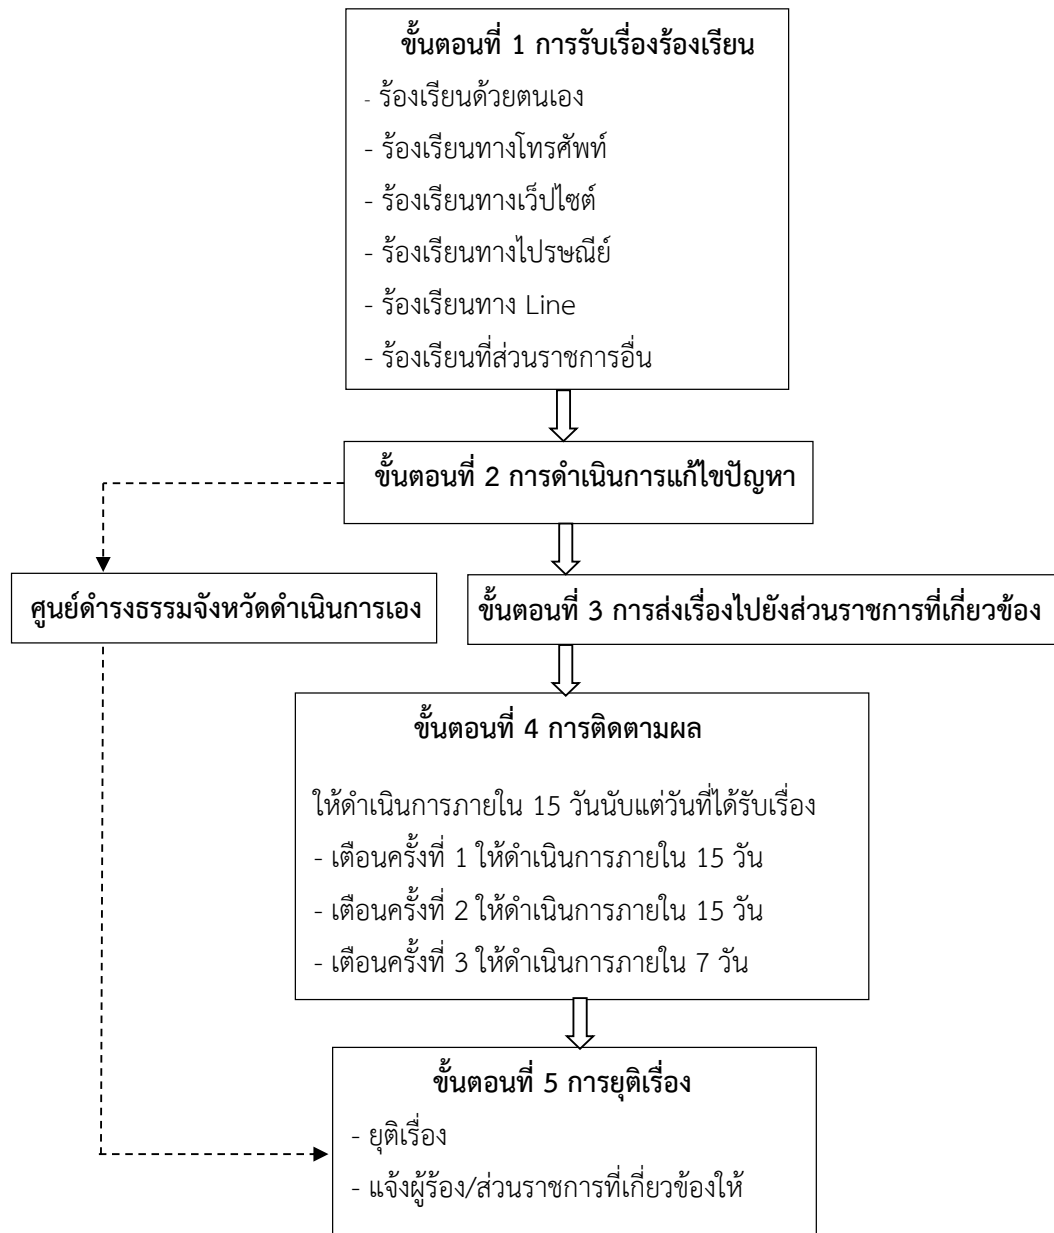 ขั้นตอนที่ 1 การรับเรื่องร้องเรียน
- ร้องเรียนด้วยตนเอง
- ร้องเรียนทางโทรศัพท์
- ร้องเรียนทางเว็ปไซต์
- ร้องเรียนทางไปรษณีย์
- ร้องเรียนทาง Line
- ร้องเรียนที่ส่วนราชการอื่น
ขั้นตอนที่ 2 การดำเนินการแก้ไขปัญหา
ศูนย์ดำรงธรรมจังหวัดดำเนินการเอง
ขั้นตอนที่ 3 การส่งเรื่องไปยังส่วนราชการที่เกี่ยวข้อง
ขั้นตอนที่ 4 การติดตามผล
ให้ดำเนินการภายใน 15 วันนับแต่วันที่ได้รับเรื่อง
- เตือนครั้งที่ 1 ให้ดำเนินการภายใน 15 วัน
- เตือนครั้งที่ 2 ให้ดำเนินการภายใน 15 วัน
- เตือนครั้งที่ 3 ให้ดำเนินการภายใน 7 วัน
ขั้นตอนที่ 5 การยุติเรื่อง
- ยุติเรื่อง
- แจ้งผู้ร้อง/ส่วนราชการที่เกี่ยวข้องให้